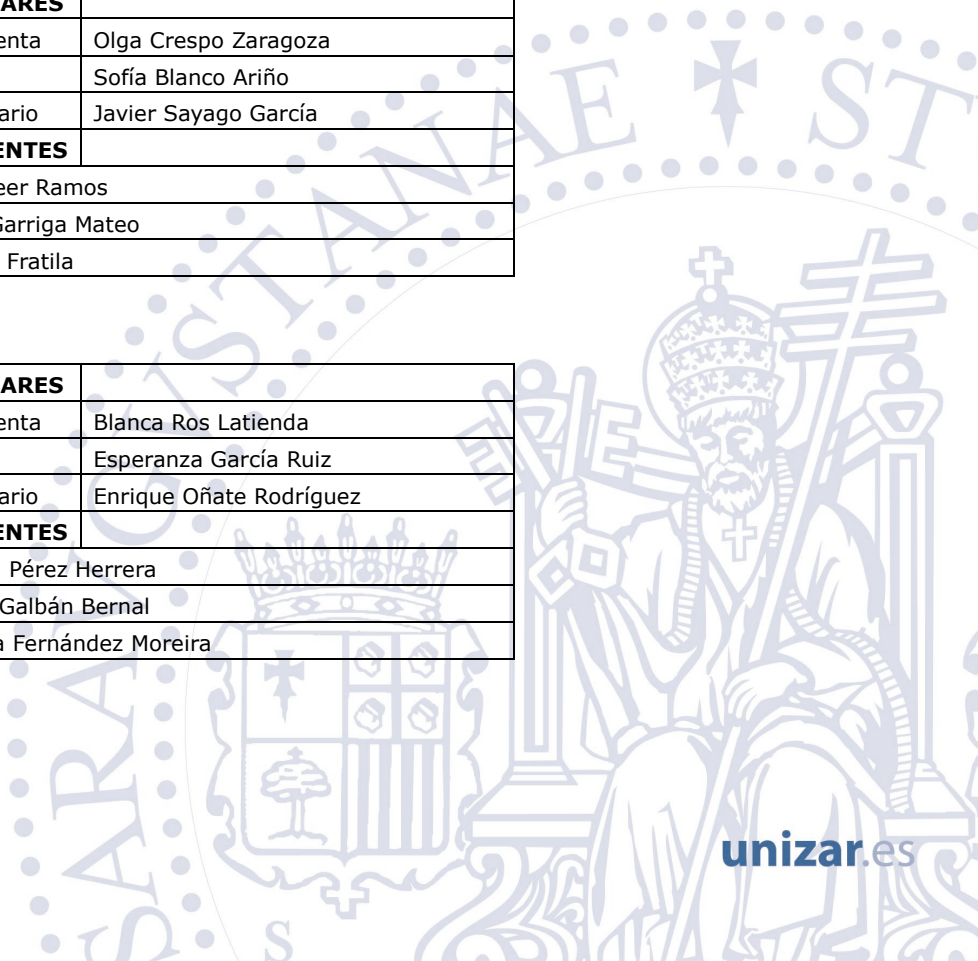 ARES
enta Olga Crespo Zaragoza
Sofía Blanco Ariño
ario Javier Sayago García
ENTES
eer Ramos
Garriga Mateo
Fratila
ARES
enta Blanca Ros Latienda
Esperanza García Ruiz
ario Enrique Oñate Rodríguez
ENTES
Pérez Herrera
Galbán Bernal
a Fernández Moreira
unizar.es
SARAVGVSTANAE ST
S